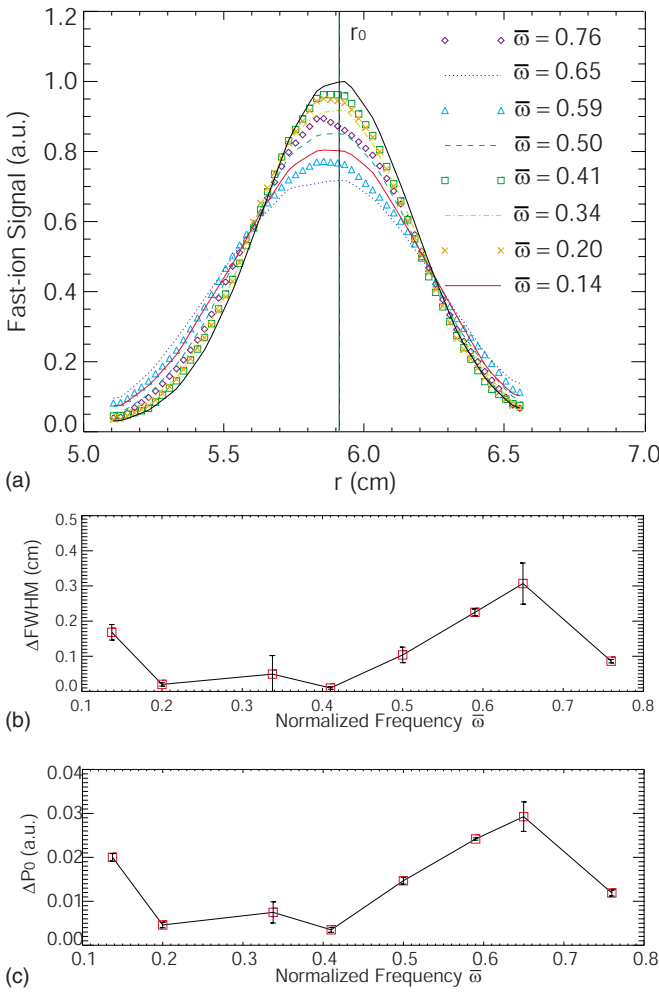 1.2
1.0
0.8
0.6
0.4
0.2
0.0
Fast-ion Signal (a.u.)
r₀
ω̅ = 0.76
ω̅ = 0.65
ω̅ = 0.59
ω̅ = 0.50
ω̅ = 0.41
ω̅ = 0.34
ω̅ = 0.20
ω̅ = 0.14
5.0 5.5 6.0 6.5 7.0
r (cm)
(a)
0.5
0.4
0.3
0.2
0.1
0.0
ΔFWHM (cm)
0.1 0.2 0.3 0.4 0.5 0.6 0.7 0.8
Normalized Frequency ω̅
(b)
0.04
0.03
0.02
0.01
0.00
ΔP₀ (a.u.)
0.1 0.2 0.3 0.4 0.5 0.6 0.7 0.8
Normalized Frequency ω̅
(c)